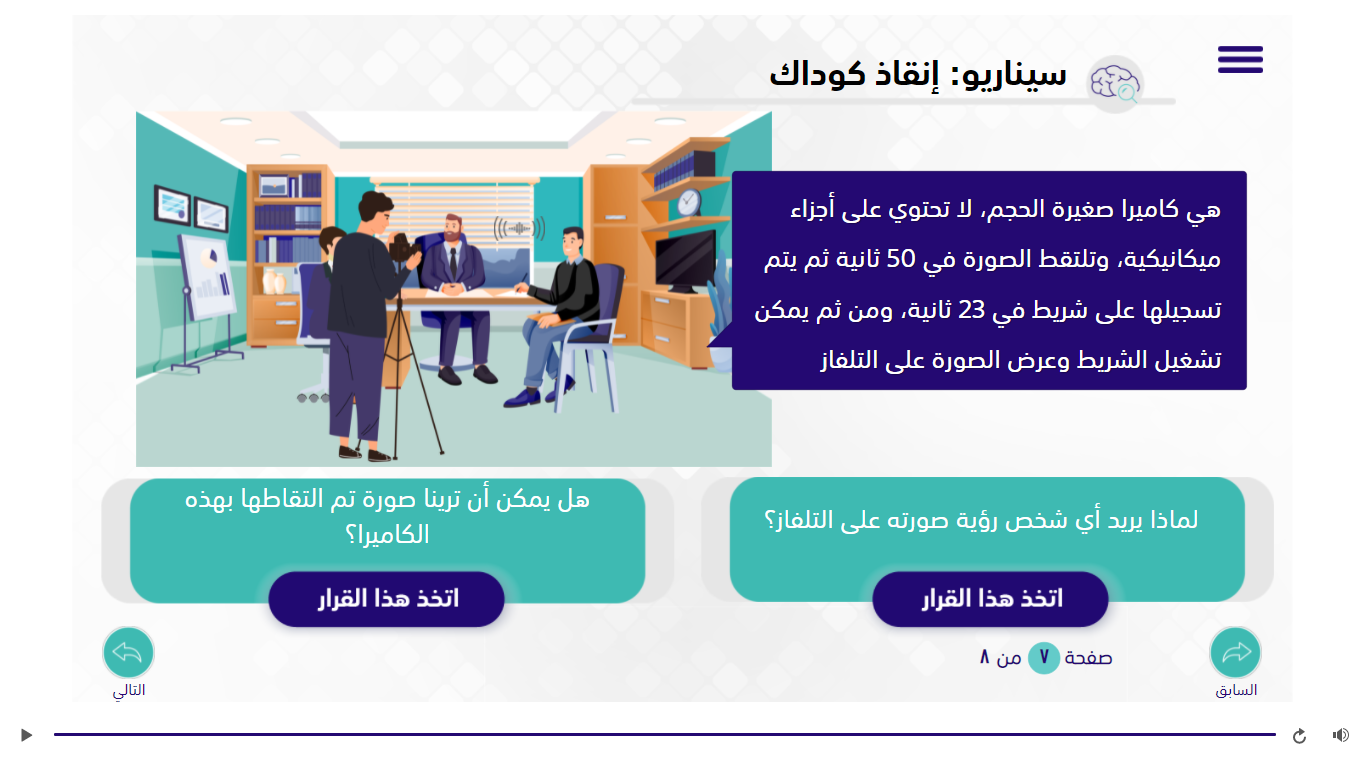 سيناريو: إنقاذ كوداك
هي كاميرا صغيرة الحجم، لا تحتوي على أجزاء
ميكانيكية، وتلتقط الصورة في 50 ثانية ثم يتم
تسجيلها على شريط في 23 ثانية، ومن ثم يمكن
تشغيل الشريط وعرض الصورة على التلفاز
لماذا يريد أي شخص رؤية صورته على التلفاز؟
اتخذ هذا القرار
هل يمكن أن ترينا صورة تم التقاطها بهذه
الكاميرا؟
اتخذ هذا القرار
السابق
صفحة ٧ من ٨
التالي